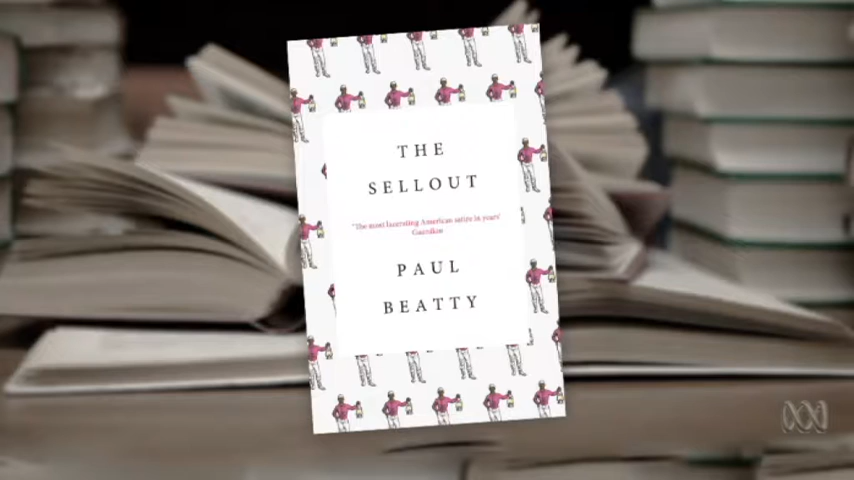 THE
SELLOUT
'The most lacerating American satire in years'
Guardian
PAUL
BEATTY